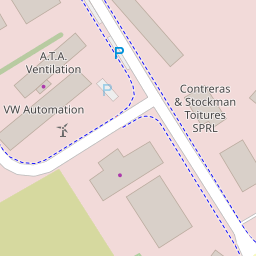 P
A.T.A.
Ventilation
P
Contreras
& Stockman
Toitures
SPRL
VW Automation